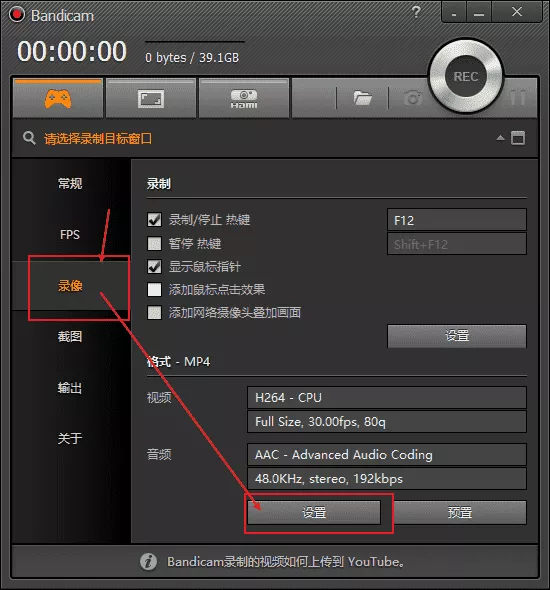 Bandicam
00:00:00
0 bytes / 39.1GB
REC
HDMI
请选择录制目标窗口
常规
FPS
录像
截图
输出
关于
录制
录制/停止 热键
F12
暂停 热键
Shift+F12
显示鼠标指针
添加鼠标点击效果
添加网络摄像头叠加画面
设置
格式 - MP4
视频
H264 - CPU
Full Size, 30.00fps, 80q
音频
AAC - Advanced Audio Coding
48.0KHz, stereo, 192kbps
设置
预置
Bandicam录制的视频如何上传到 YouTube。